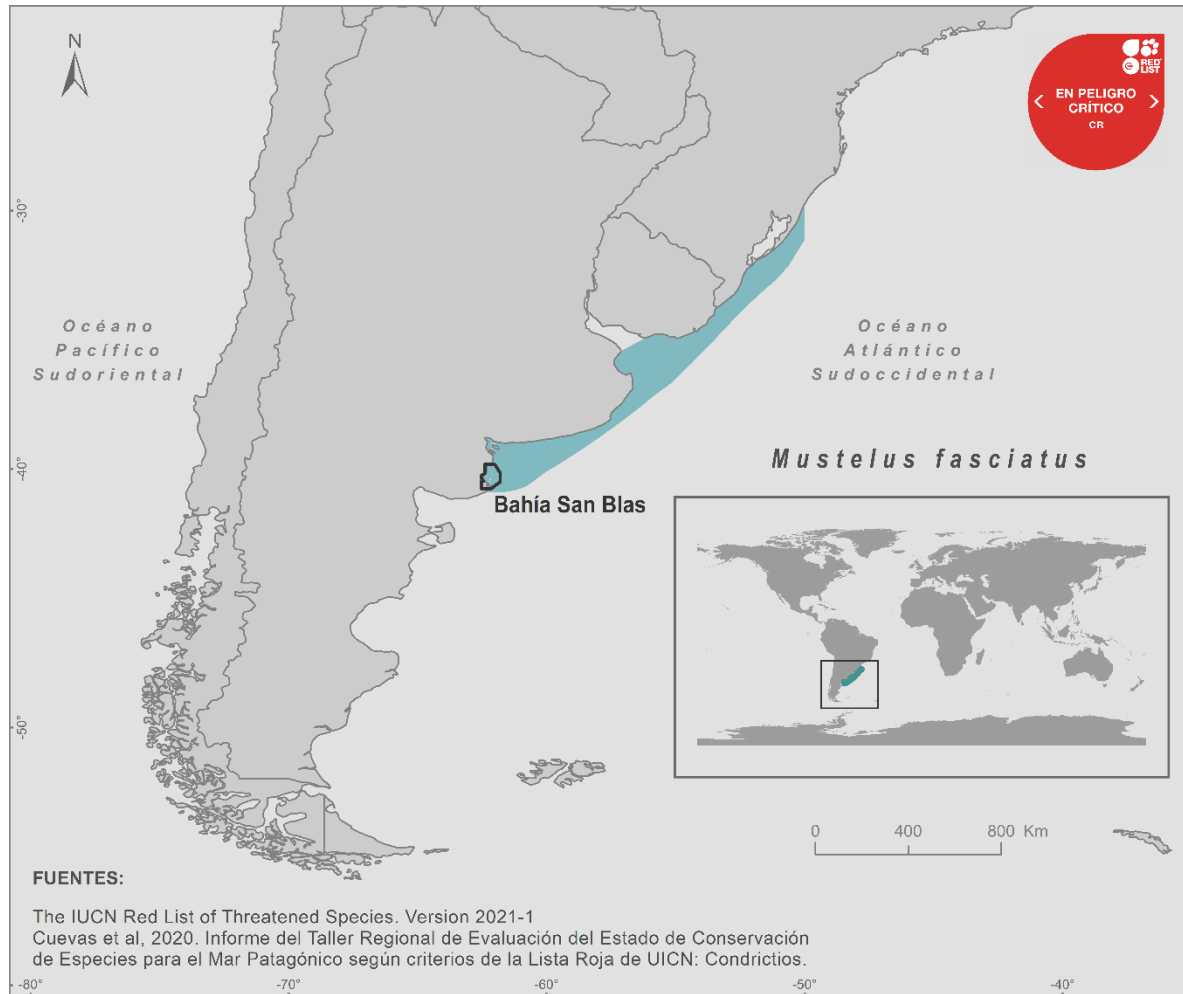 N
RED
LIST
EN PELIGRO
CRÍTICO
CR
-30°
Océano
Pacífico
Sudoriental
Océano
Atlántico
Sudoccidental
-40°
Mustelus fasciatus
Bahía San Blas
-50°
0 400 800 Km
FUENTES:
The IUCN Red List of Threatened Species. Version 2021-1
Cuevas et al, 2020. Informe del Taller Regional de Evaluación del Estado de Conservación
de Especies para el Mar Patagónico según criterios de la Lista Roja de UICN: Condrictios.
-80° -70° -60° -50° -40°